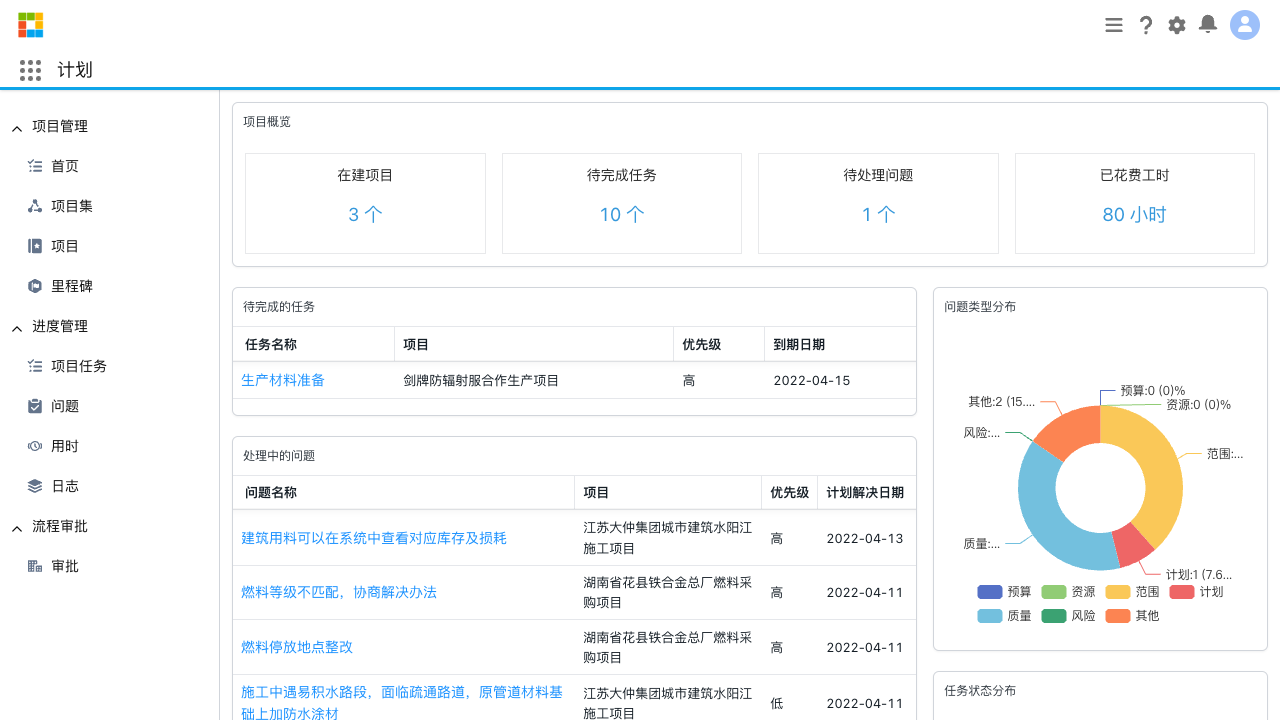 计划
项目管理
首页
项目集
项目
里程碑
进度管理
项目任务
问题
用时
日志
流程审批
审批
项目概览
在建项目
3 个
待完成任务
10 个
待处理问题
1 个
已花费工时
80 小时
待完成的任务
任务名称 项目 优先级 到期日期
生产材料准备 剑牌防辐射服合作生产项目 高 2022-04-15
处理中的问题
问题名称 项目 优先级 计划解决日期
建筑用料可以在系统中查看对应库存及损耗 江苏大仲集团城市建筑水阳江
施工项目 高 2022-04-13
燃料等级不匹配，协商解决办法 湖南省花县铁合金总厂燃料采
购项目 高 2022-04-11
燃料停放地点整改 湖南省花县铁合金总厂燃料采
购项目 高 2022-04-11
施工中遇易积水路段，面临疏通路道，原管道材料基
础上加防水涂材 江苏大仲集团城市建筑水阳江
施工项目 低 2022-04-11
问题类型分布
预算:0 (0)%
资源:0 (0)%
其他:2 (15....
风险:...
范围:...
质量:...
计划:1 (7.6...
预算 资源 范围 计划
质量 风险 其他
任务状态分布